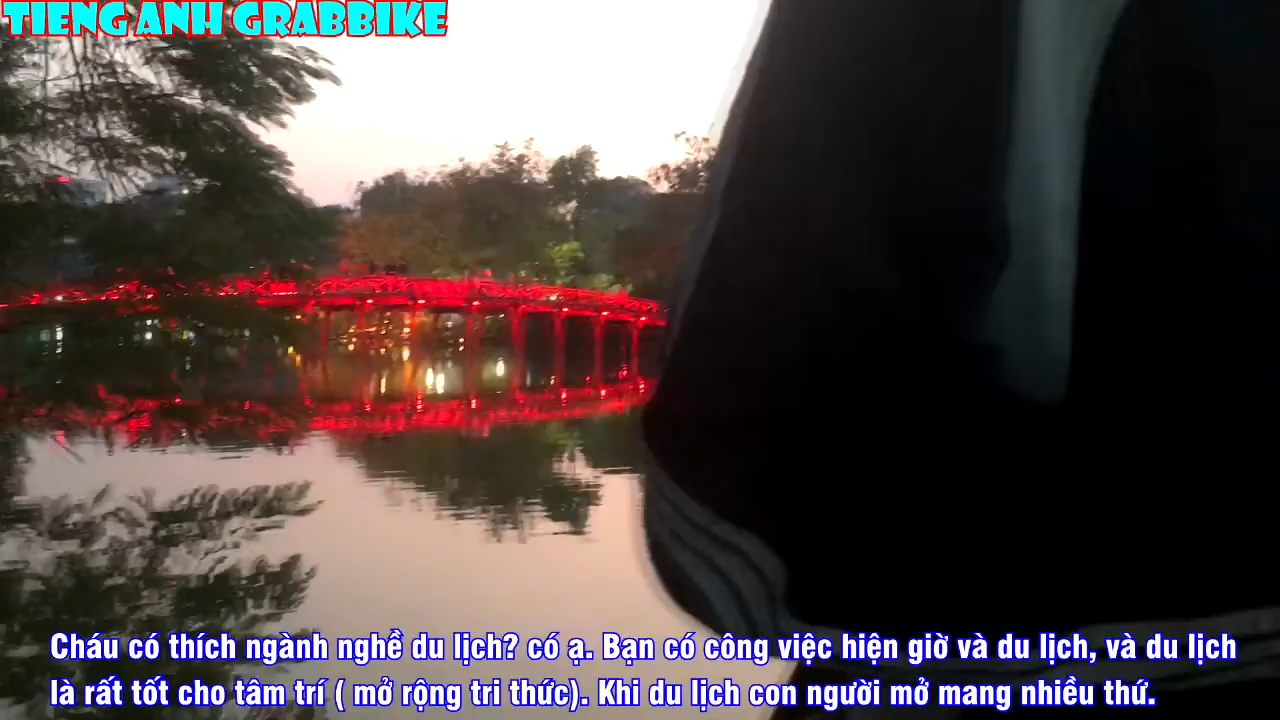 TIENG ANH GRABBIKE
Cháu có thích ngành nghề du lịch? có ạ. Bạn có công việc hiện giờ và du lịch, và du lịch
là rất tốt cho tâm trí ( mở rộng tri thức). Khi du lịch con người mở mang nhiều thứ.